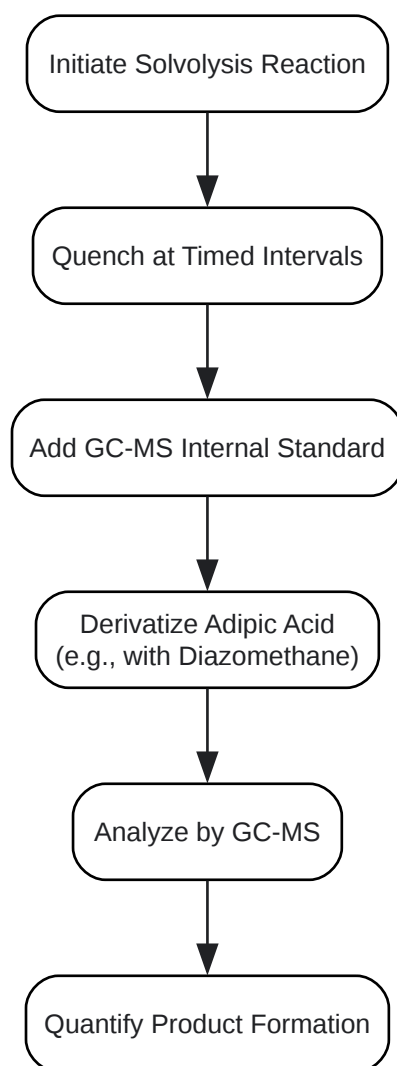 Initiate Solvolysis Reaction
Quench at Timed Intervals
Add GC-MS Internal Standard
Derivatize Adipic Acid
(e.g., with Diazomethane)
Analyze by GC-MS
Quantify Product Formation